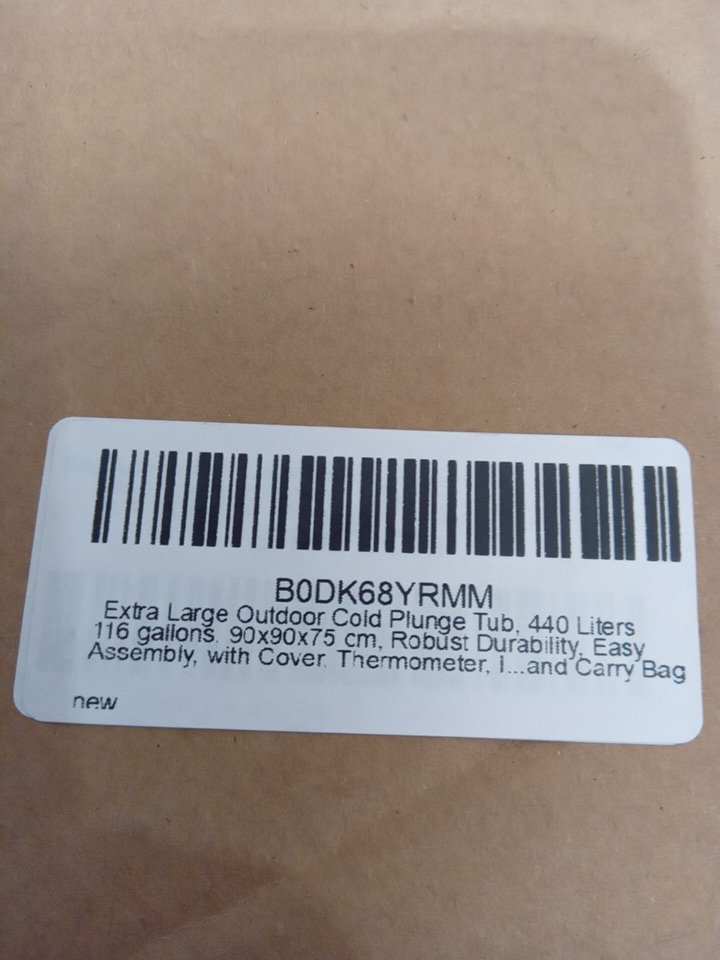 B0DK68YRMM
Extra Large Outdoor Cold Plunge Tub, 440 Liters
116 gallons. 90x90x75 cm, Robust Durability, Easy
Assembly, with Cover, Thermometer, I...and Carry Bag
new